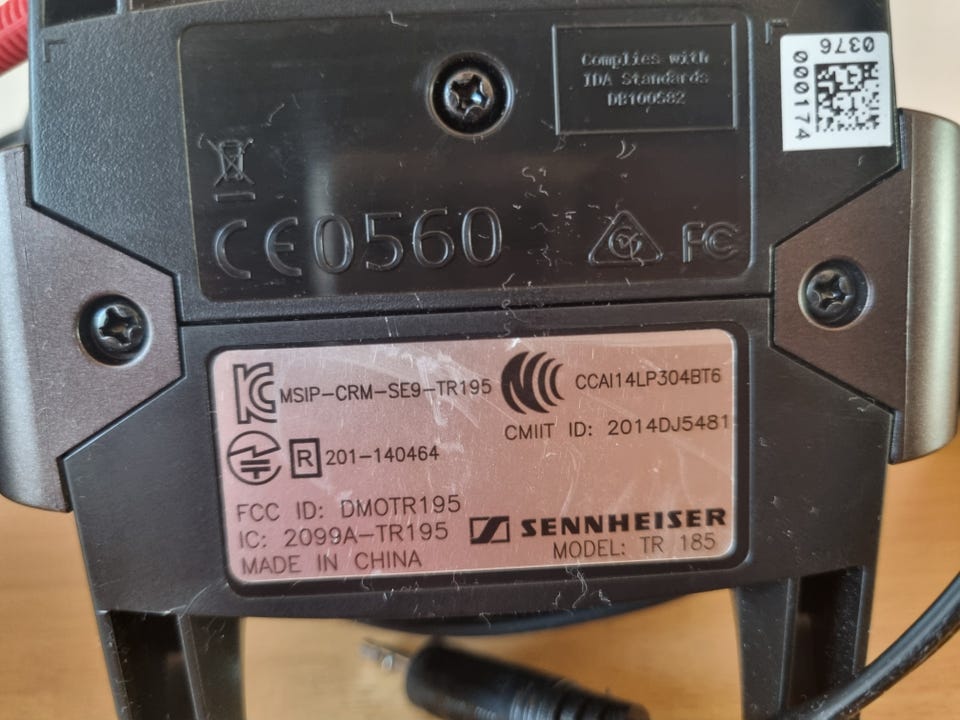 Complies with
IDA Standards
DB100582
0376
000174
CE0560
FC
MSIP-CRM-SE9-TR195
CCAI14LP304BT6
CMIIT ID: 2014DJ5481
R 201-140464
FCC ID: DMOTR195
IC: 2099A-TR195
MADE IN CHINA
SENNHEISER
MODEL: TR 185